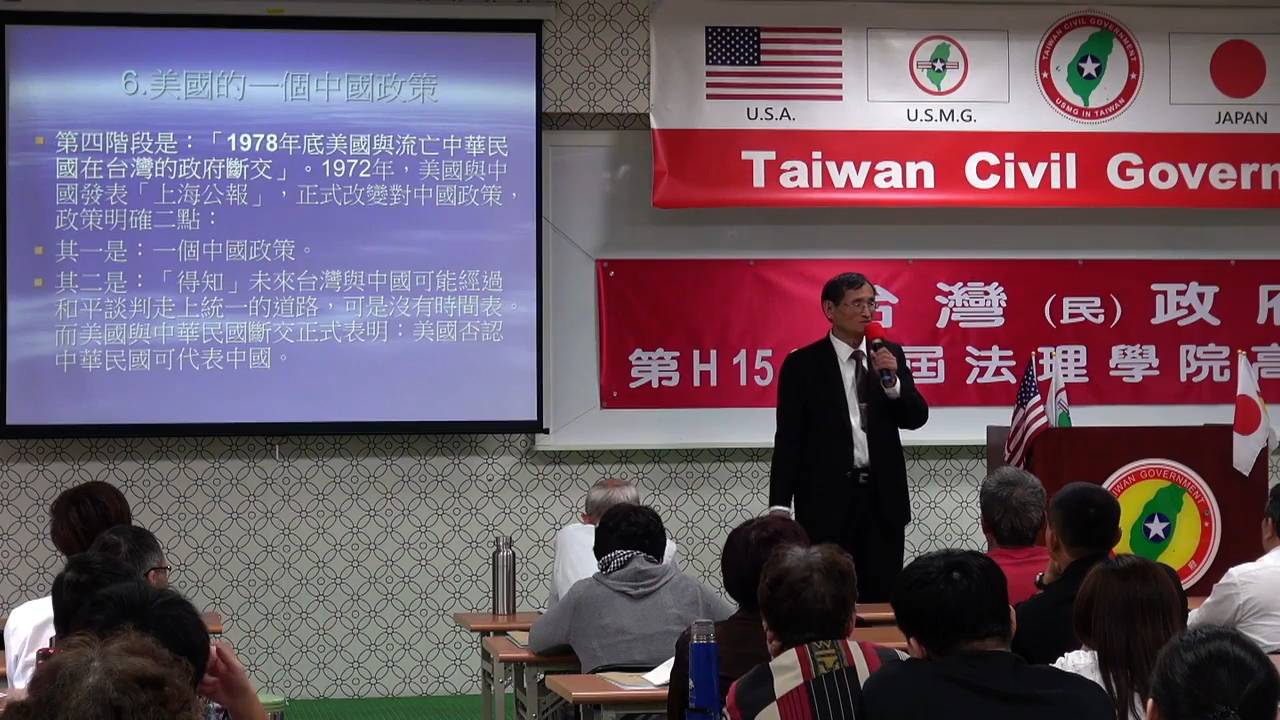 6.美國的一個中國政策
第四階段是：「1978年底美國與流亡中華民
國在台灣的政府斷交」。1972年，美國與中
國發表「上海公報」，正式改變對中國政策，
政策明確二點：
其一是：一個中國政策。
其二是：「得知」未來台灣與中國可能經過
和平談判走上統一的道路，可是沒有時間表。
而美國與中華民國斷交正式表明：美國否認
中華民國可代表中國。
U.S.A.
U.S.M.G.
TAIWAN CIVIL GOVERNMENT
USMG IN TAIWAN
JAPAN
Taiwan Civil Govern
台灣（民）政府
第H15 屆法理學院高
TAIWAN GOVERNMENT